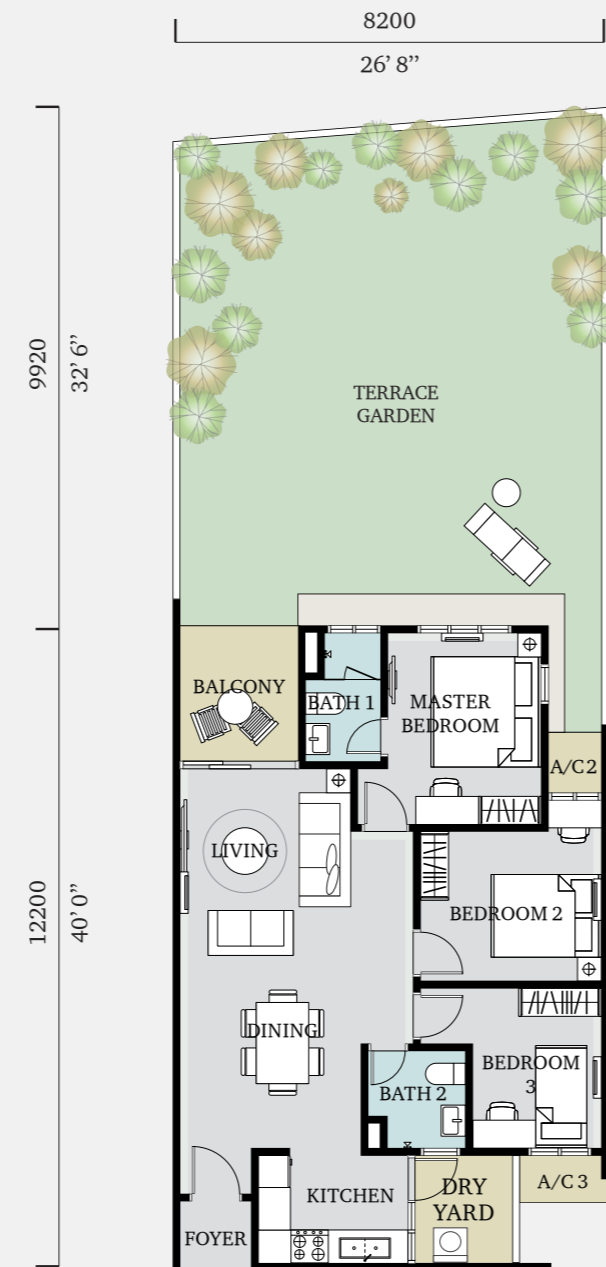 8200
26’ 8’’
9920
32’ 6’’
TERRACE
GARDEN
BALCONY
BATH 1
MASTER
BEDROOM
A/C 2
LIVING
12200
40’ 0’’
BEDROOM 2
DINING
BEDROOM
3
BATH 2
KITCHEN
DRY
YARD
A/C 3
FOYER